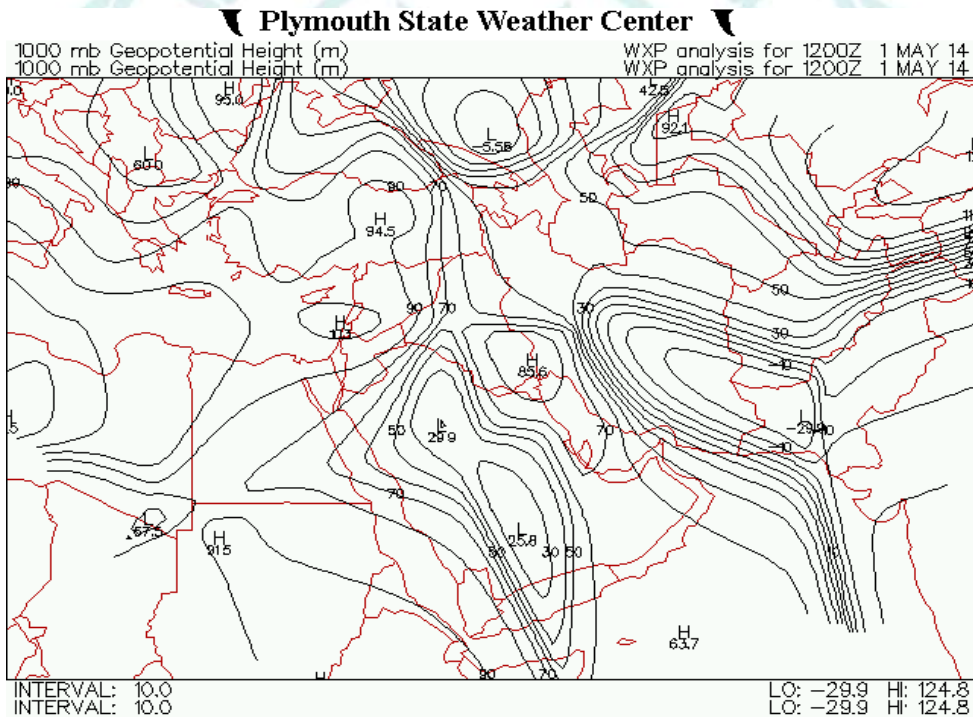 Plymouth State Weather Center
1000 mb Geopotential Height (m) WXP analysis for 1200Z 1 MAY 14
1000 mb Geopotential Height (m) WXP analysis for 1200Z 1 MAY 14
H 95.0
42.5
H 92.1
L -5.58
L 60.0
90 70
50
H 94.5
50
90 70
30
H
30
H 85.6
-10
L 29.9
50
70
L
-10
70
L 67.5
H 91.5
L 25.8
50 30 50
H 63.7
90 70
H
INTERVAL: 10.0 LO: -29.9 HI: 124.8
INTERVAL: 10.0 LO: -29.9 HI: 124.8